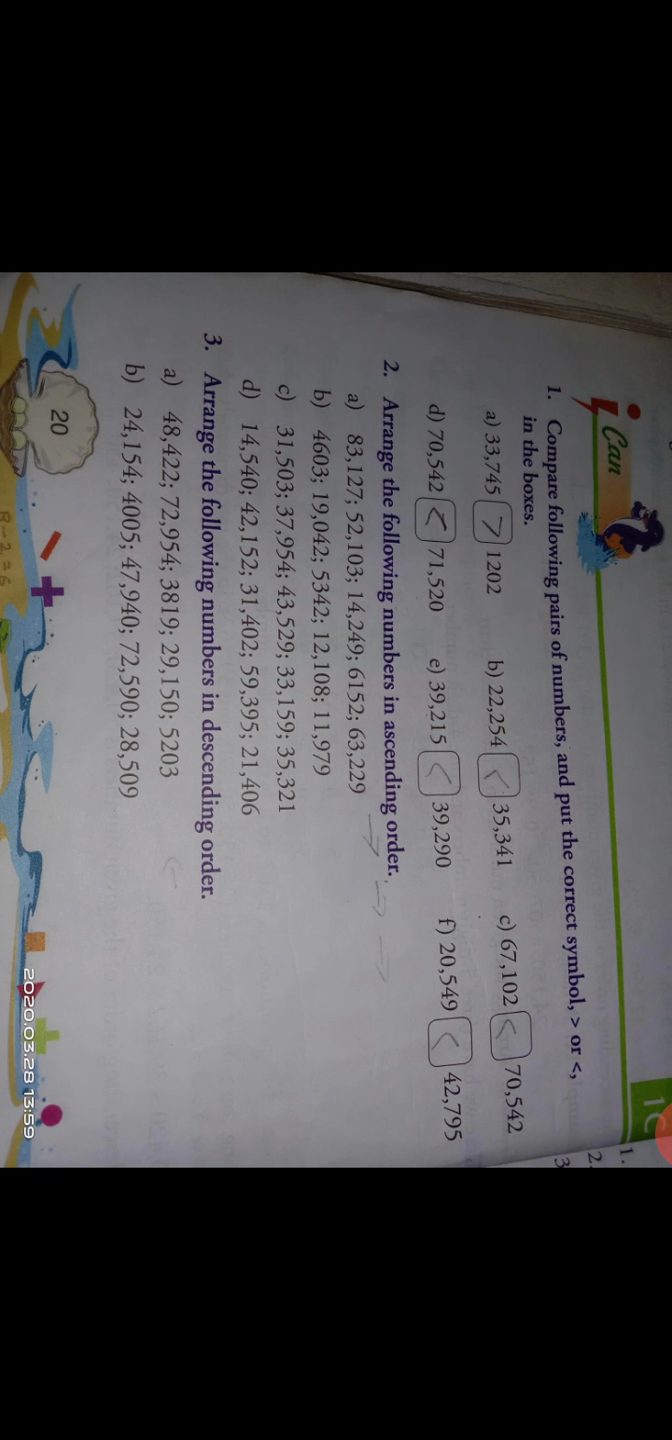 Can
1. Compare following pairs of numbers, and put the correct symbol, > or <,
in the boxes.
a) 33,745 > 1202 b) 22,254 < 35,341 c) 67,102 < 70,542
d) 70,542 < 71,520 e) 39,215 < 39,290 f) 20,549 < 42,795
2. Arrange the following numbers in ascending order.
a) 83,127; 52,103; 14,249; 6152; 63,229
b) 4603; 19,042; 5342; 12,108; 11,979
c) 31,503; 37,954; 43,529; 33,159; 35,321
d) 14,540; 42,152; 31,402; 59,395; 21,406
3. Arrange the following numbers in descending order.
a) 48,422; 72,954; 3819; 29,150; 5203
b) 24,154; 4005; 47,940; 72,590; 28,509
20
1.
2.
3
2020.03.28 13:59